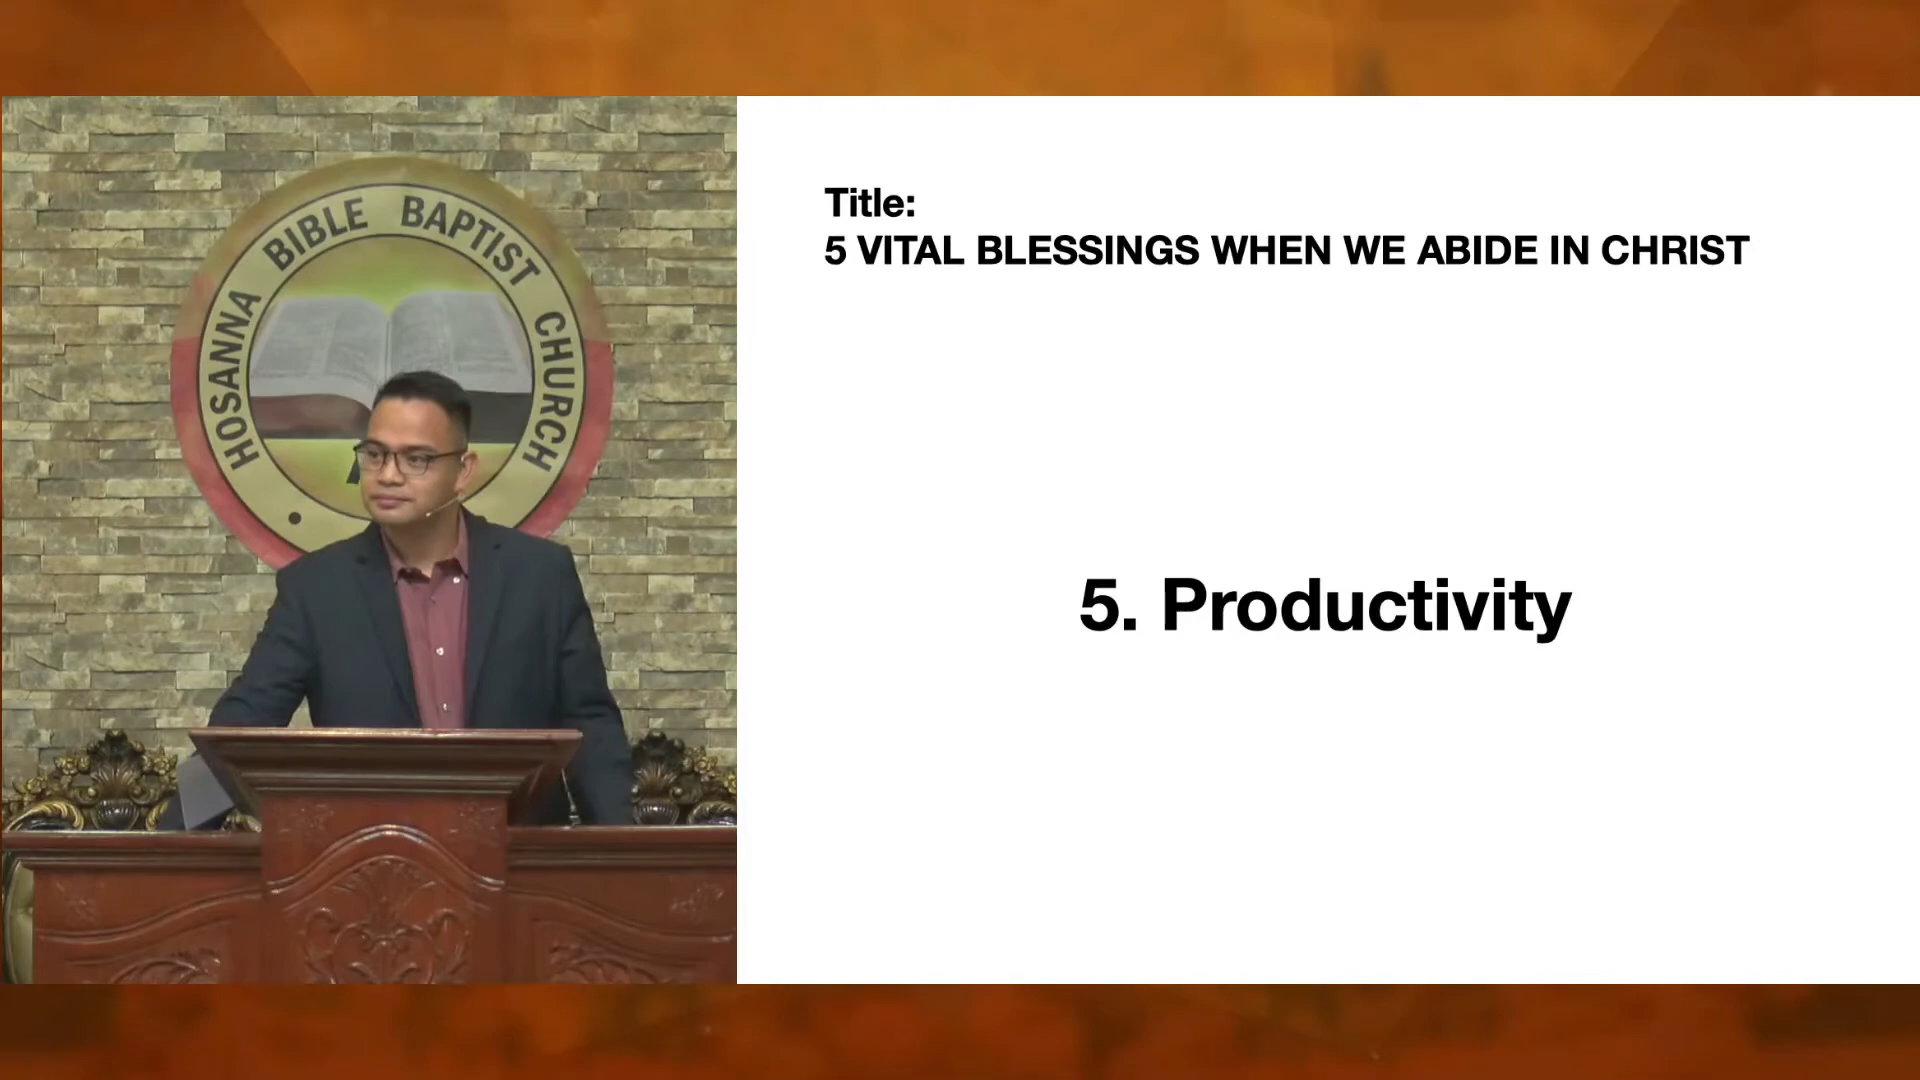 HOSANNA BIBLE BAPTIST CHURCH
Title:
5 VITAL BLESSINGS WHEN WE ABIDE IN CHRIST
5. Productivity